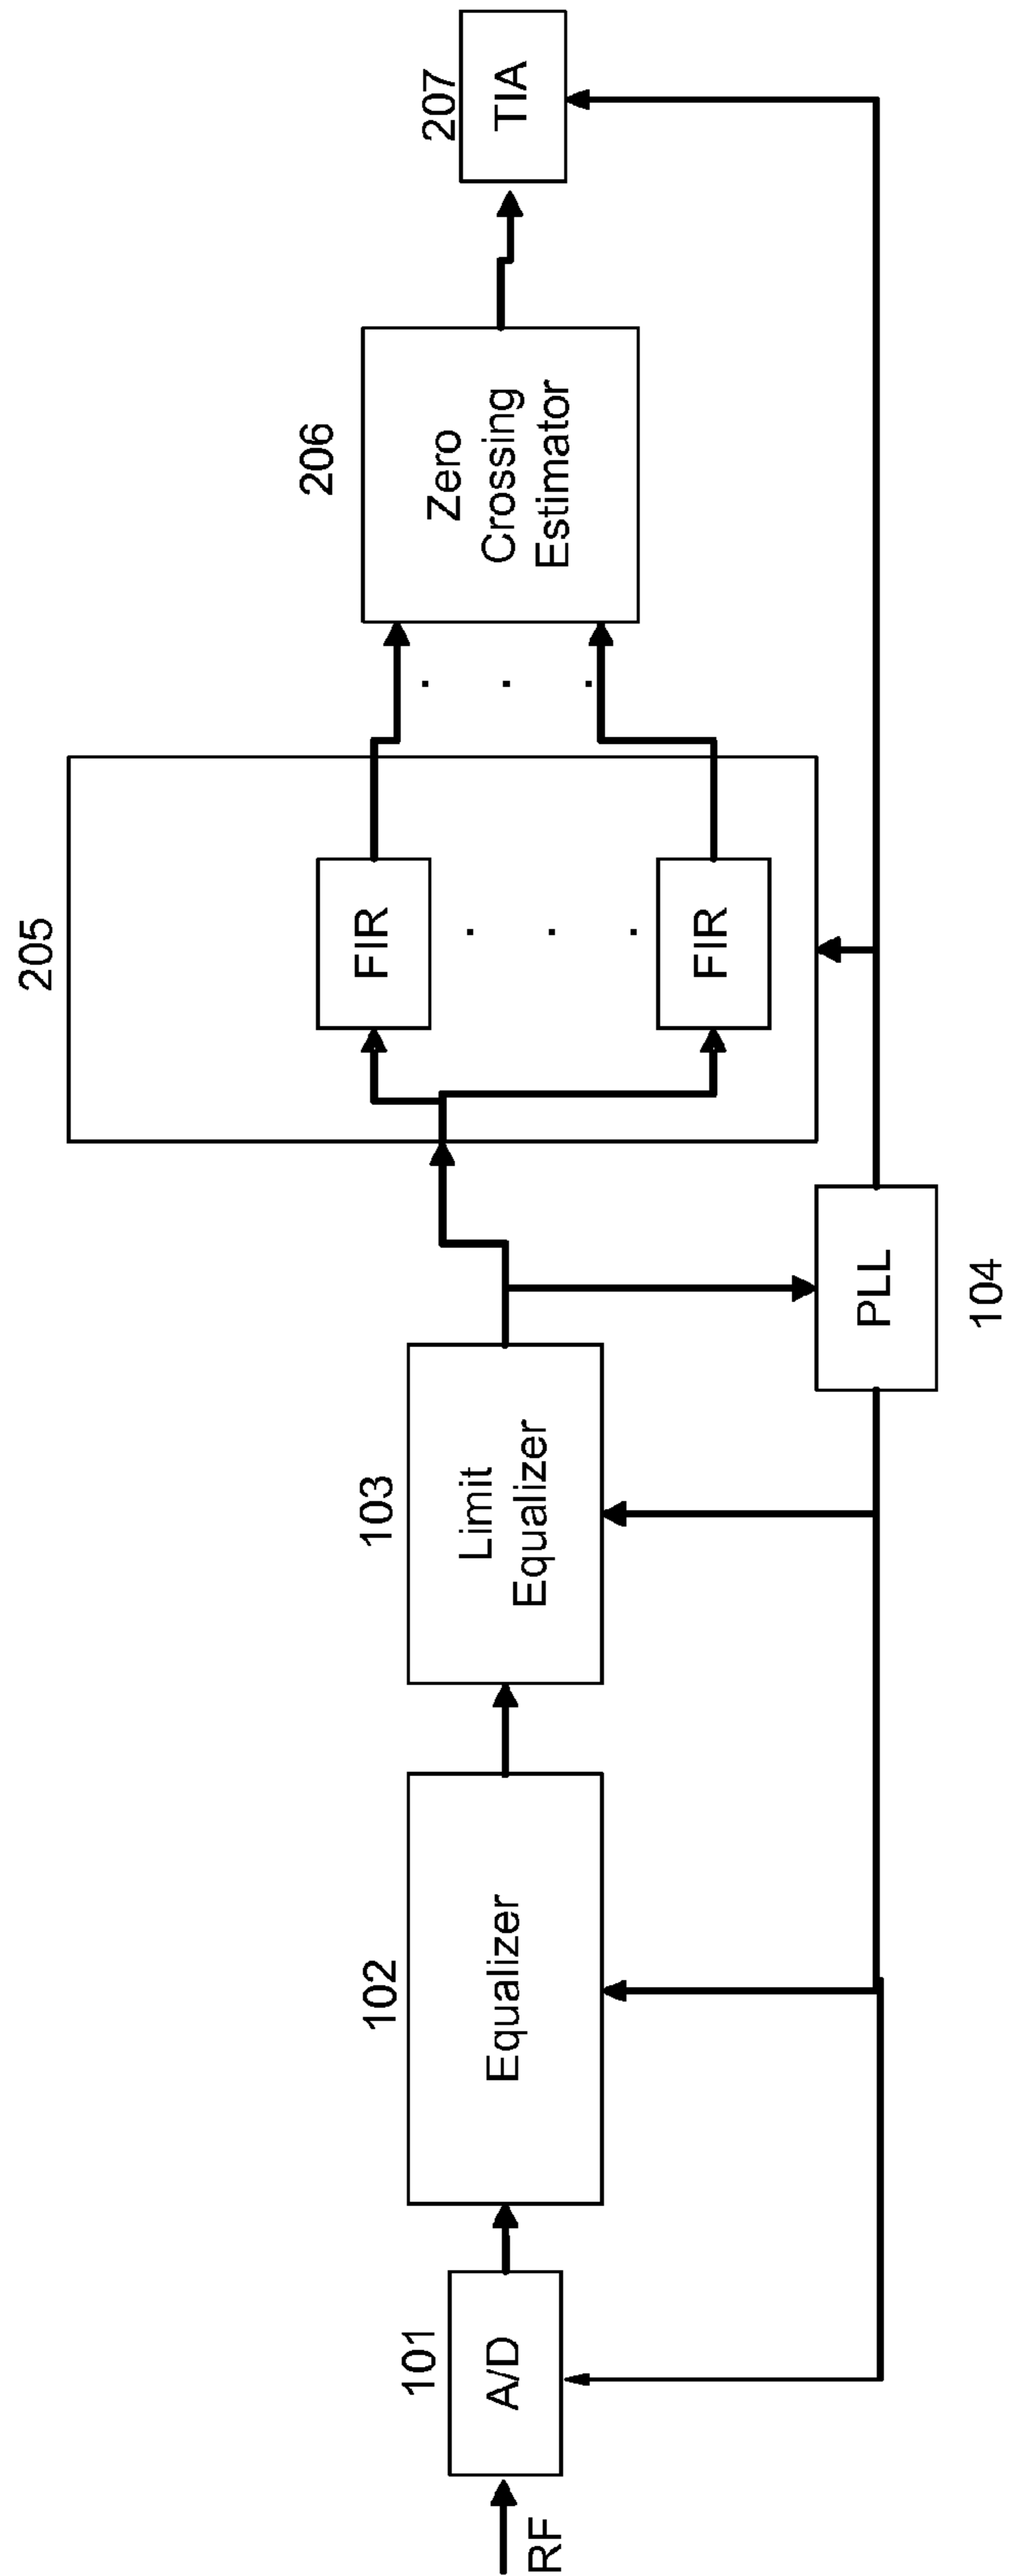 RF
101
A/D
102
Equalizer
103
Limit
Equalizer
PLL
104
205
FIR
FIR
206
Zero
Crossing
Estimator
207
TIA